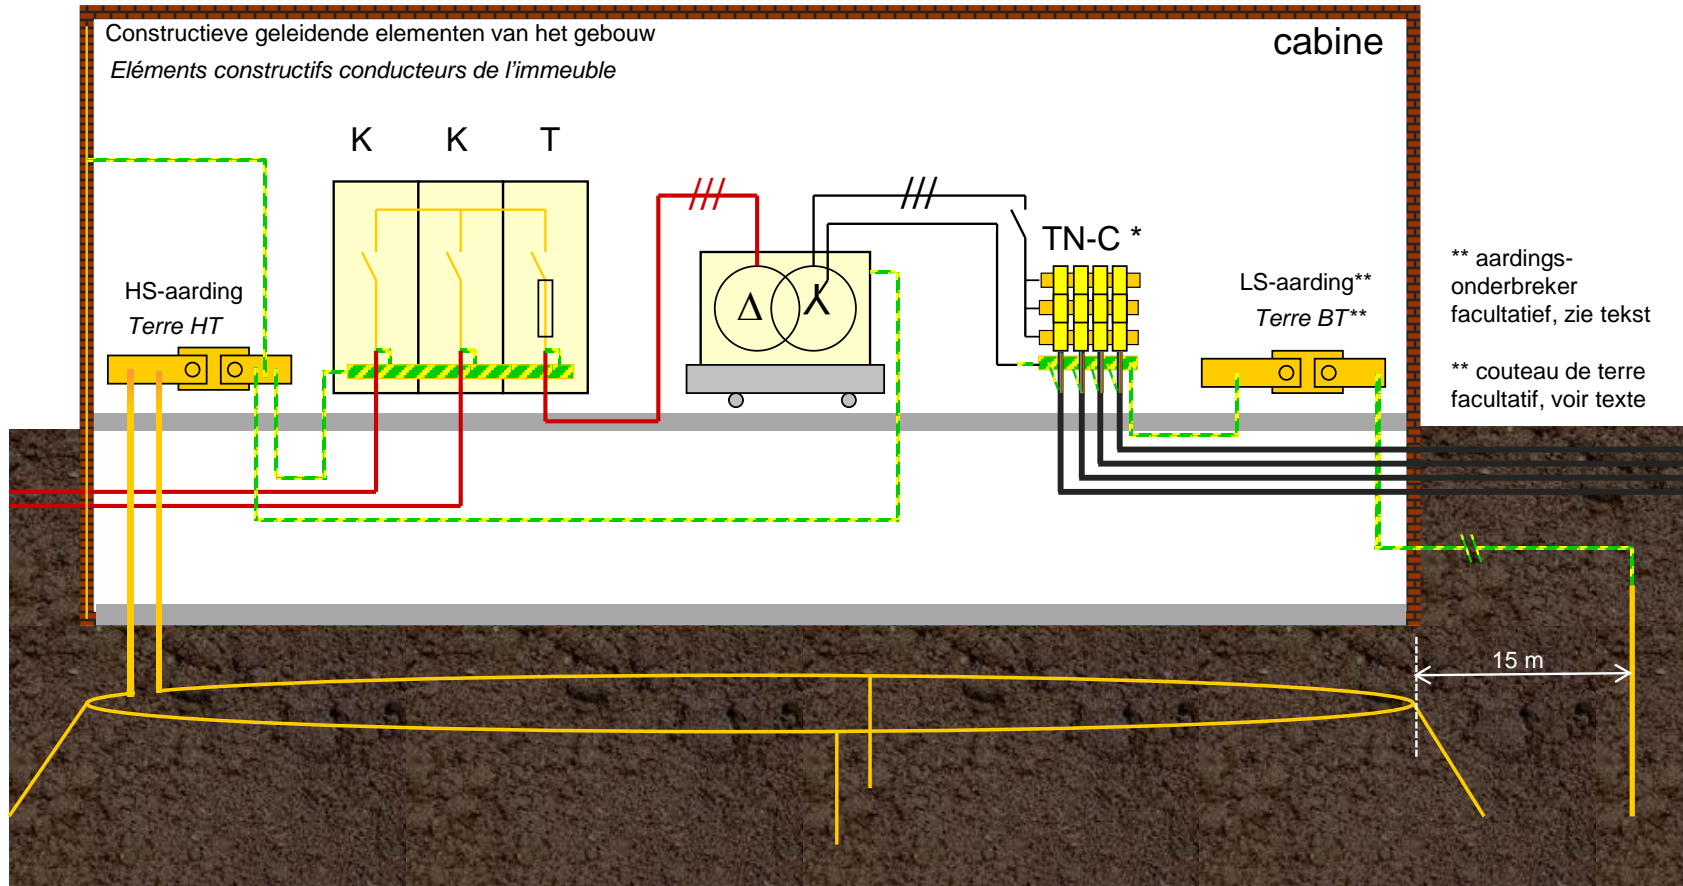 Constructieve geleidende elementen van het gebouw
Eléments constructifs conducteurs de l'immeuble
cabine
K K T
HS-aarding
Terre HT
Δ
TN-C *
LS-aarding**
Terre BT**
** aardings-
onderbreker
facultatief, zie tekst
** couteau de terre
facultatif, voir texte
15 m